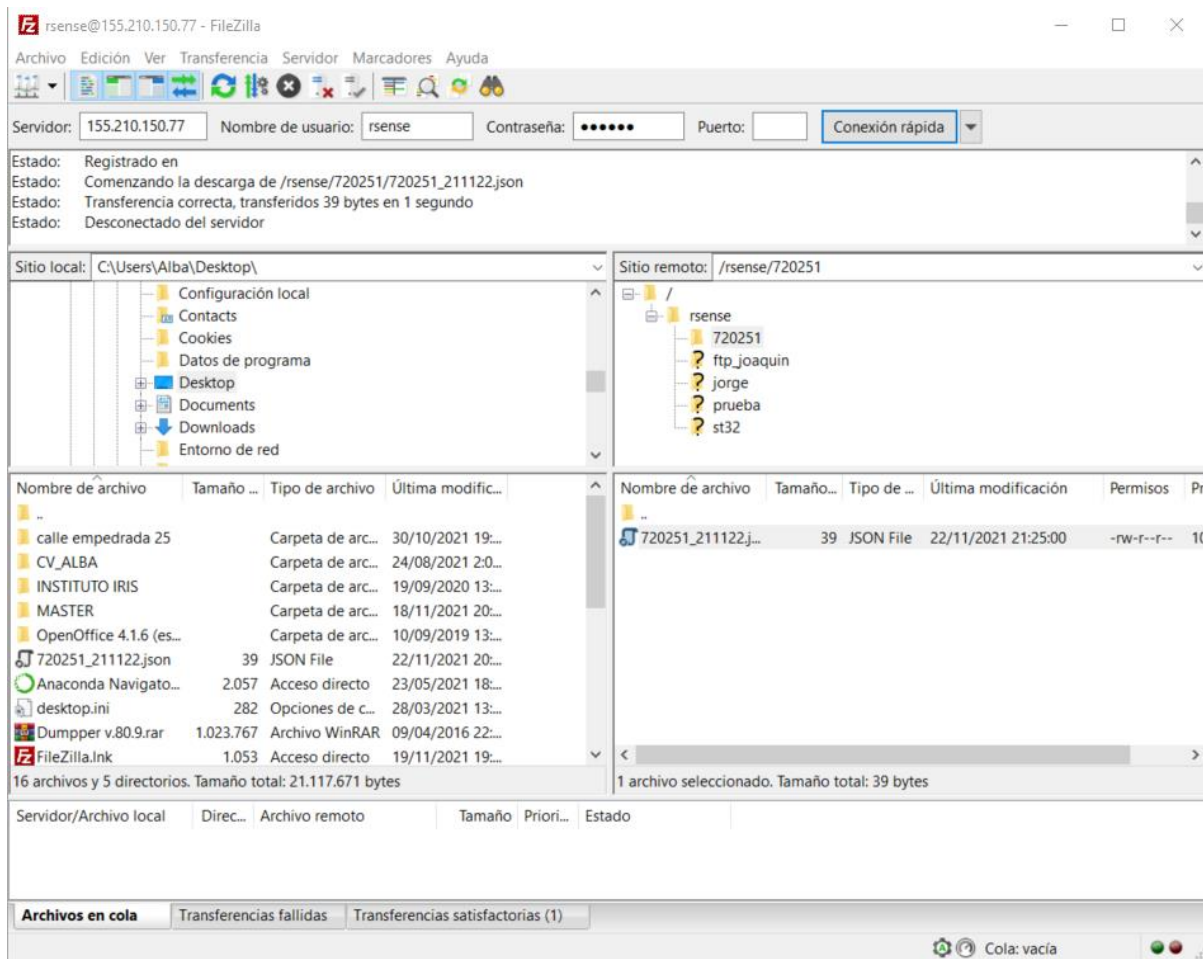 rsense@155.210.150.77 - FileZilla
Archivo Edición Ver Transferencia Servidor Marcadores Ayuda
Servidor: 155.210.150.77 Nombre de usuario: rsense Contraseña: ●●●●●● Puerto: Conexión rápida
Estado: Registrado en
Estado: Comenzando la descarga de /rsense/720251/720251_211122.json
Estado: Transferencia correcta, transferidos 39 bytes en 1 segundo
Estado: Desconectado del servidor
Sitio local: C:\Users\Alba\Desktop\
Configuración local
Contacts
Cookies
Datos de programa
Desktop
Documents
Downloads
Entorno de red
Sitio remoto: /rsense/720251
/
rsense
720251
ftp_joaquin
jorge
prueba
st32
Nombre de archivo Tamaño ... Tipo de archivo Última modific...
..
calle empedrada 25 Carpeta de arc... 30/10/2021 19:...
CV_ALBA Carpeta de arc... 24/08/2021 2:0...
INSTITUTO IRIS Carpeta de arc... 19/09/2020 13:...
MASTER Carpeta de arc... 18/11/2021 20:...
OpenOffice 4.1.6 (es... Carpeta de arc... 10/09/2019 13:...
720251_211122.json 39 JSON File 22/11/2021 20:...
Anaconda Navigato... 2.057 Acceso directo 23/05/2021 18:...
desktop.ini 282 Opciones de c... 28/03/2021 13:...
Dumpper v.80.9.rar 1.023.767 Archivo WinRAR 09/04/2016 22:...
FileZilla.lnk 1.053 Acceso directo 19/11/2021 19:...
16 archivos y 5 directorios. Tamaño total: 21.117.671 bytes
Nombre de archivo Tamaño... Tipo de ... Última modificación Permisos Pr
..
720251_211122.j... 39 JSON File 22/11/2021 21:25:00 -rw-r--r-- 10
1 archivo seleccionado. Tamaño total: 39 bytes
Servidor/Archivo local Direc... Archivo remoto Tamaño Priori... Estado
Archivos en cola Transferencias fallidas Transferencias satisfactorias (1)
Cola: vacía